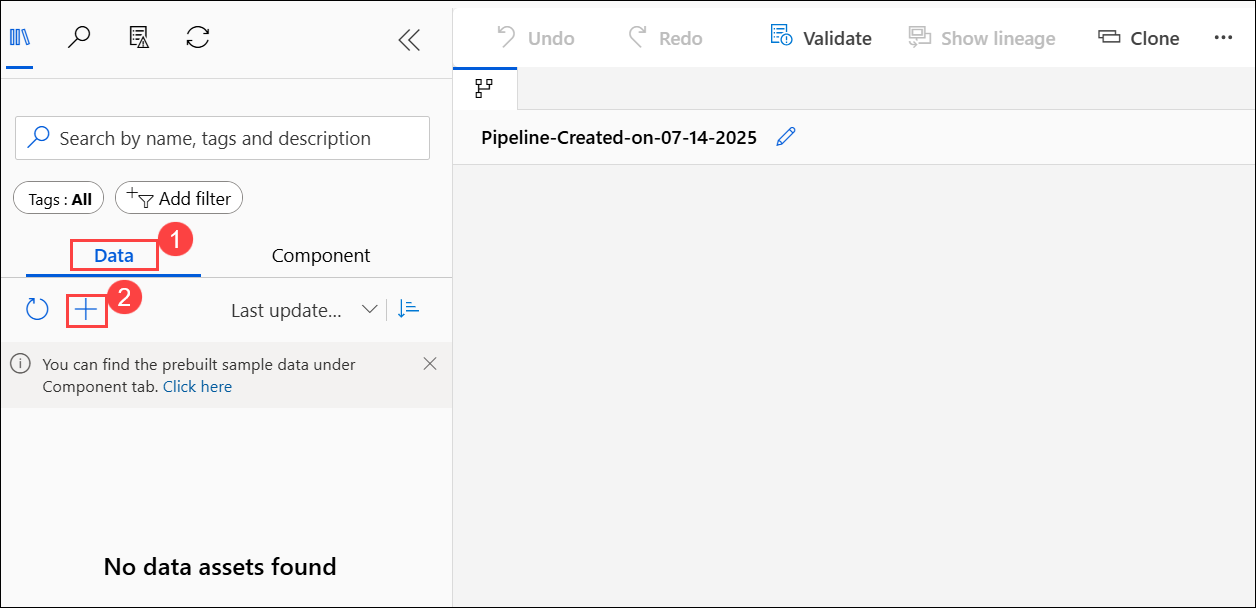 Undo
Redo
Validate
Show lineage
Clone
Search by name, tags and description
Pipeline-Created-on-07-14-2025
Tags : All
Add filter
1
Data
Component
2
Last update...
You can find the prebuilt sample data under
Component tab. Click here
No data assets found